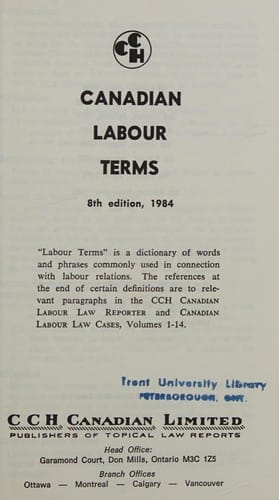 CCH
CANADIAN
LABOUR
TERMS
8th edition, 1984
"Labour Terms" is a dictionary of words
and phrases commonly used in connection
with labour relations. The references at
the end of certain definitions are to rele-
vant paragraphs in the CCH CANADIAN
LABOUR LAW REPORTER and CANADIAN
LABOUR LAW CASES, Volumes 1-14.
Trent University Library
PETERBOROUGH, ONT.
CCH CANADIAN LIMITED
PUBLISHERS OF TOPICAL LAW REPORTS
Head Office:
Garamond Court, Don Mills, Ontario M3C 1Z5
Branch Offices
Ottawa — Montreal — Calgary — Vancouver